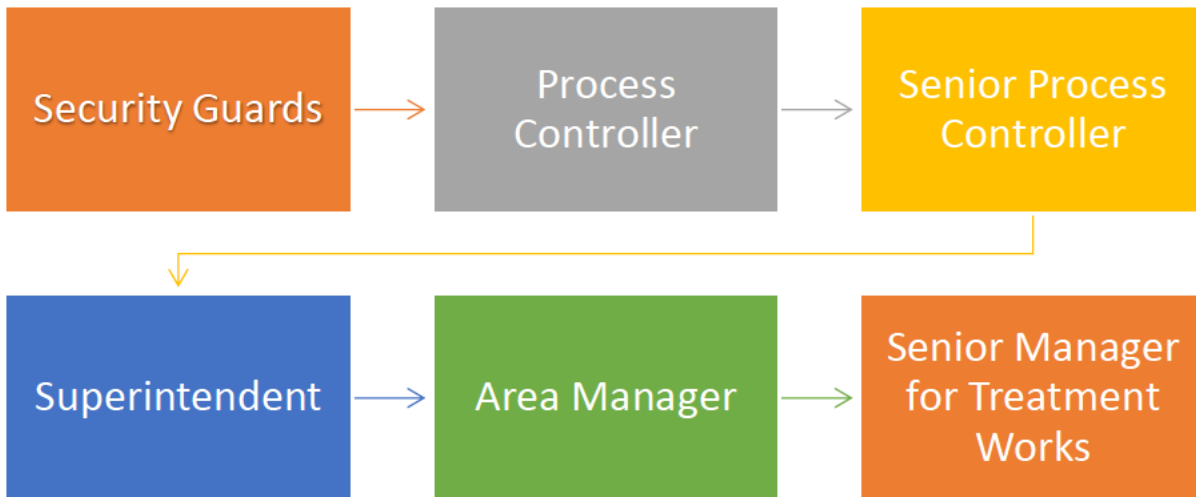 Security Guards
Process
Controller
Senior Process
Controller
Superintendent
Area Manager
Senior Manager
for Treatment
Works